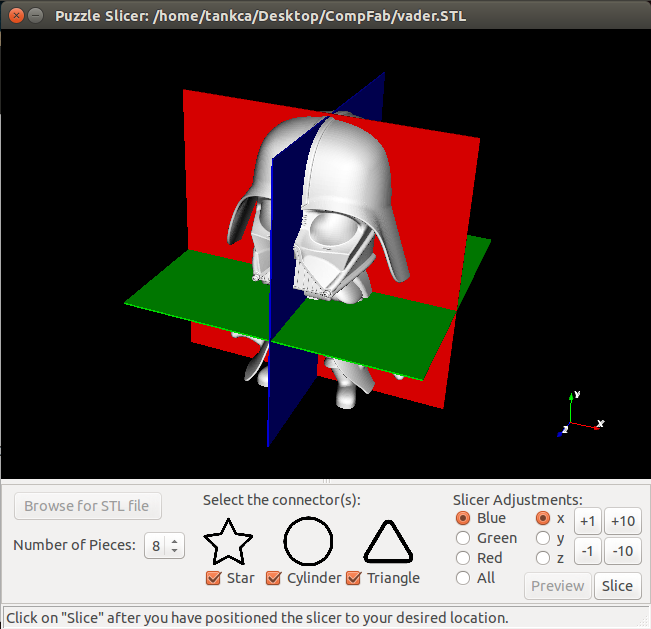 Puzzle Slicer: /home/tankca/Desktop/CompFab/vader.STL
Y
X
Z
Browse for STL file
Select the connector(s):
Slicer Adjustments:
Blue x +1 +10
Number of Pieces: 8
Green y
Red z -1 -10
Star Cylinder Triangle
All
Preview Slice
Click on "Slice" after you have positioned the slicer to your desired location.